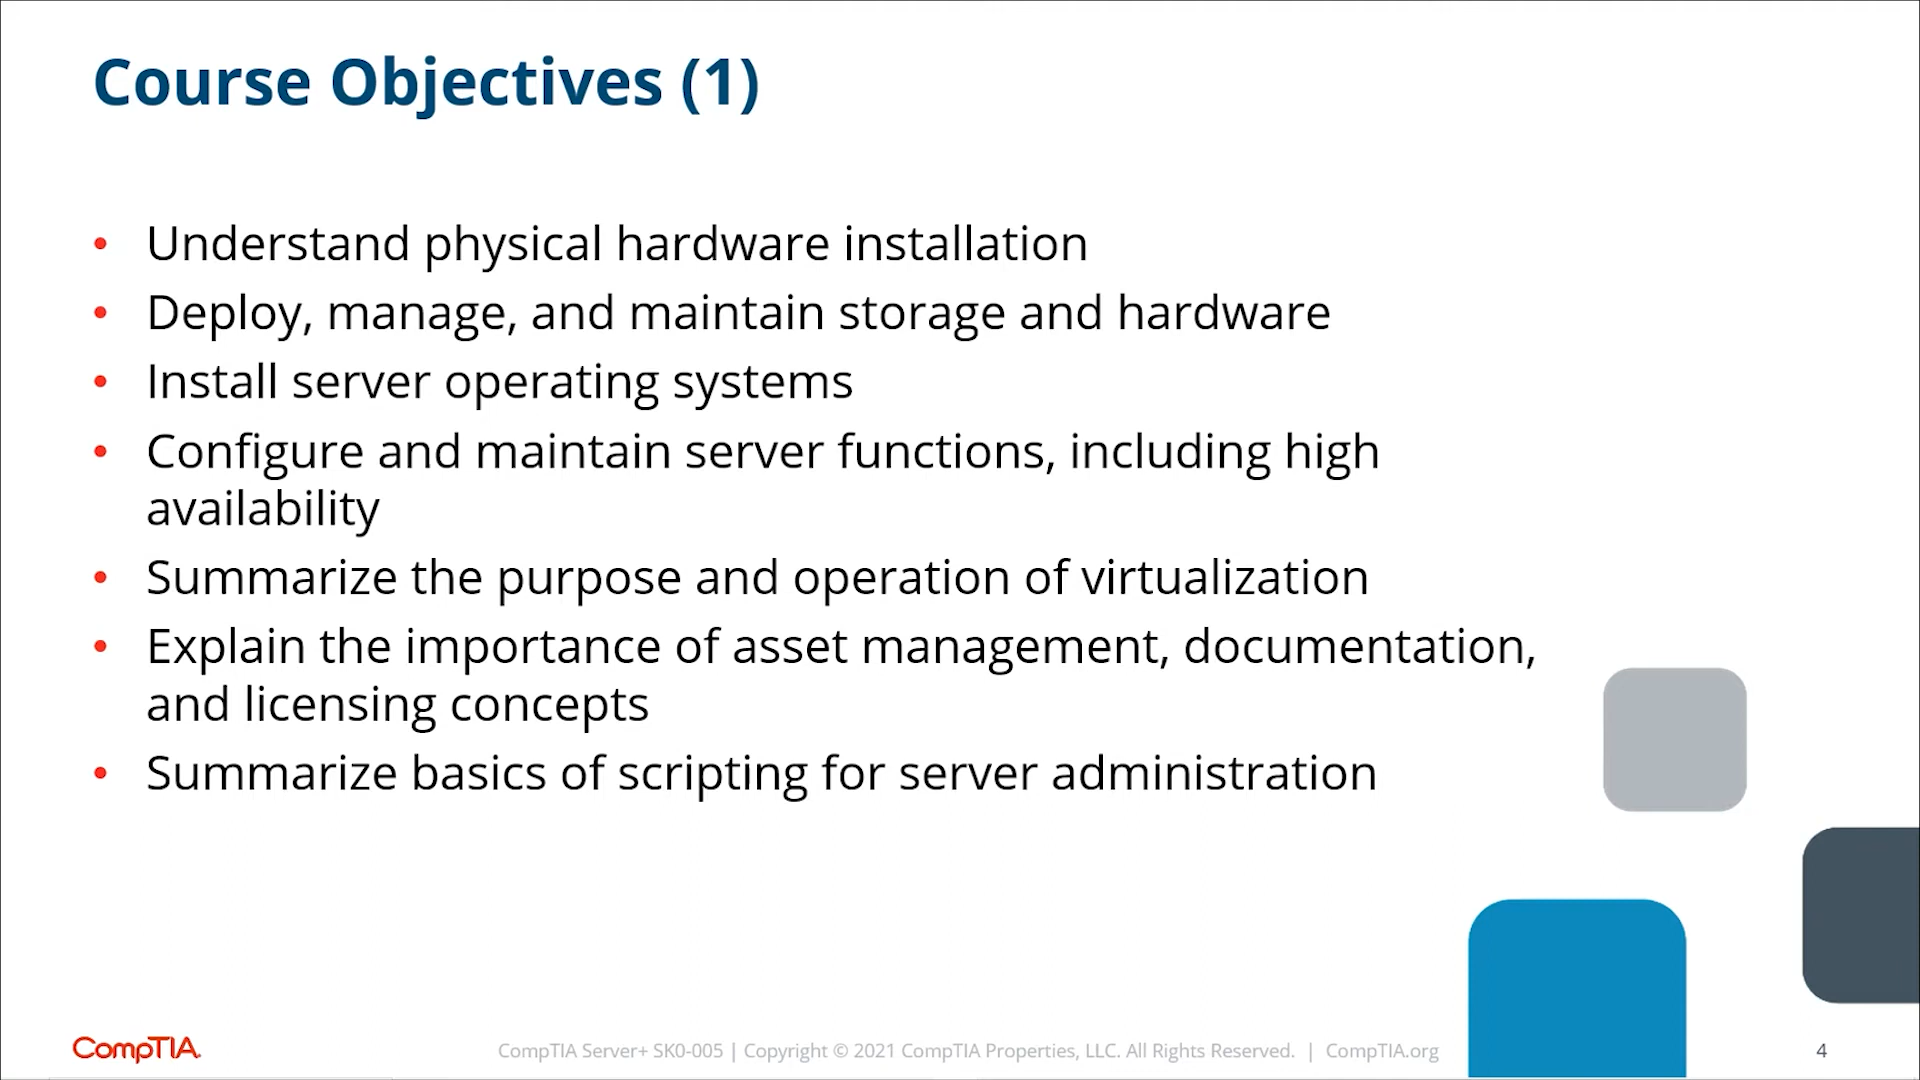 Course Objectives (1)
• Understand physical hardware installation
• Deploy, manage, and maintain storage and hardware
• Install server operating systems
• Configure and maintain server functions, including high
availability
• Summarize the purpose and operation of virtualization
• Explain the importance of asset management, documentation,
and licensing concepts
• Summarize basics of scripting for server administration
CompTIA.
CompTIA Server+ SK0-005 | Copyright © 2021 CompTIA Properties, LLC. All Rights Reserved. | CompTIA.org
4